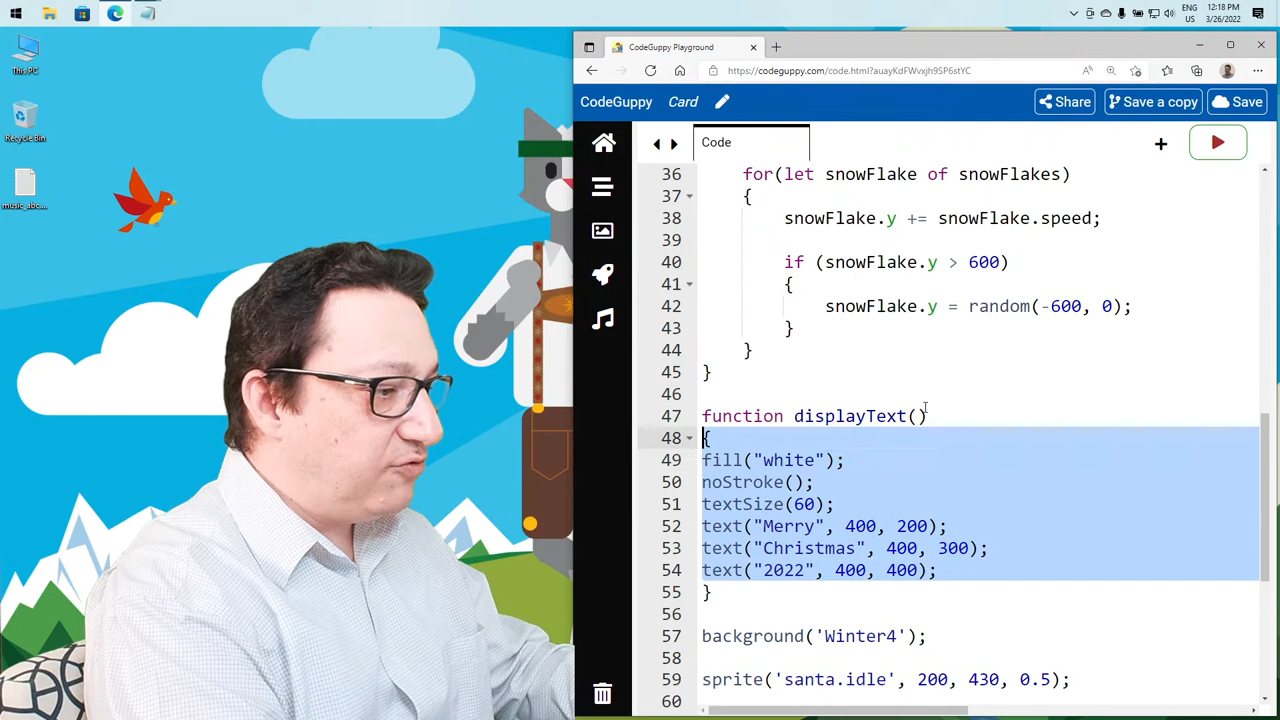 ENG
US
12:18 PM
3/26/2022
This PC
Recycle Bin
music_abc....
CodeGuppy Playground
https://codeguppy.com/code.html?auayKdFWvxjh9SP6stYC
CodeGuppy
Card
Share
Save a copy
Save
Code
36 for(let snowFlake of snowFlakes)
37 {
38 snowFlake.y += snowFlake.speed;
39
40 if (snowFlake.y > 600)
41 {
42 snowFlake.y = random(-600, 0);
43 }
44 }
45 }
46
47 function displayText()
48 {
49 fill("white");
50 noStroke();
51 textSize(60);
52 text("Merry", 400, 200);
53 text("Christmas", 400, 300);
54 text("2022", 400, 400);
55 }
56
57 background('Winter4');
58
59 sprite('santa.idle', 200, 430, 0.5);
60